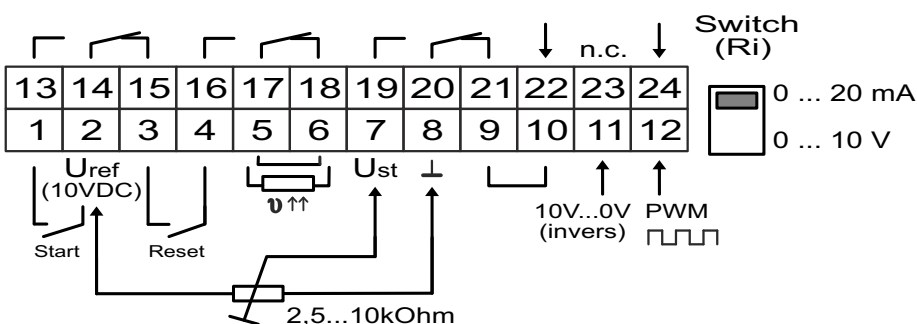 Switch
(Ri)
n.c.
13 14 15 16 17 18 19 20 21 22 23 24
0 ... 20 mA
1 2 3 4 5 6 7 8 9 10 11 12
0 ... 10 V
Uref
(10VDC)
Ust
⊥
ʋ ↑↑
10V...0V
(invers)
PWM
Start
Reset
2,5...10kOhm